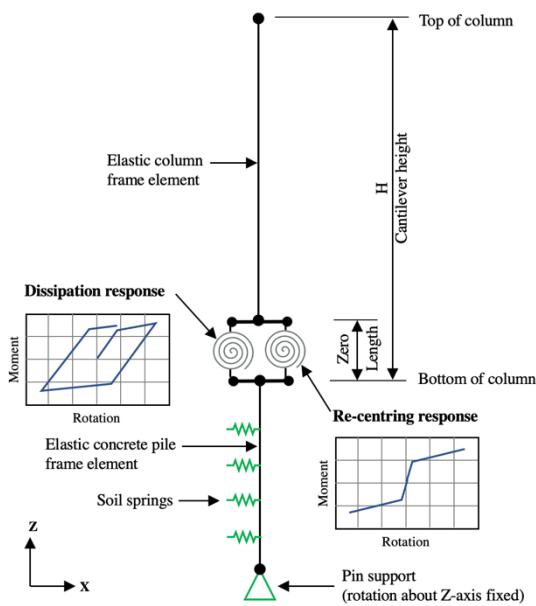 Top of column
Elastic column
frame element
H
Cantilever height
Dissipation response
Moment
Rotation
Zero
Length
Bottom of column
Re-centring response
Moment
Rotation
Elastic concrete pile
frame element
Soil springs
Z
X
Pin support
(rotation about Z-axis fixed)